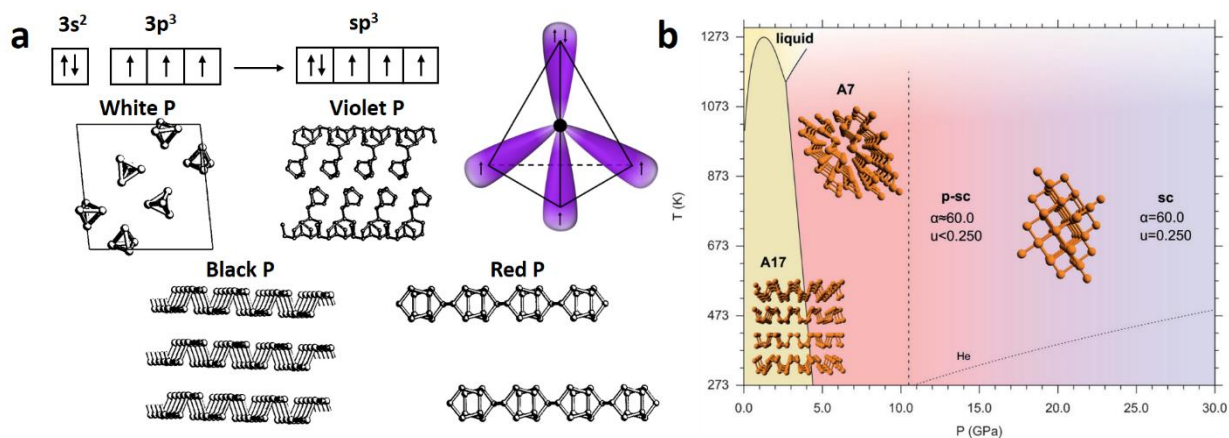 a
3s² 3p³ sp³
↑↓ ↑ ↑ ↑ → ↑↓ ↑ ↑ ↑
↑↓
↑ ↑
↑
White P Violet P
Black P Red P
b
1273
1073
873
673
473
273
T (K)
liquid
A7
p-sc
α≈60.0
u<0.250
sc
α=60.0
u=0.250
A17
He
0.0 5.0 10.0 15.0 20.0 25.0 30.0
P (GPa)